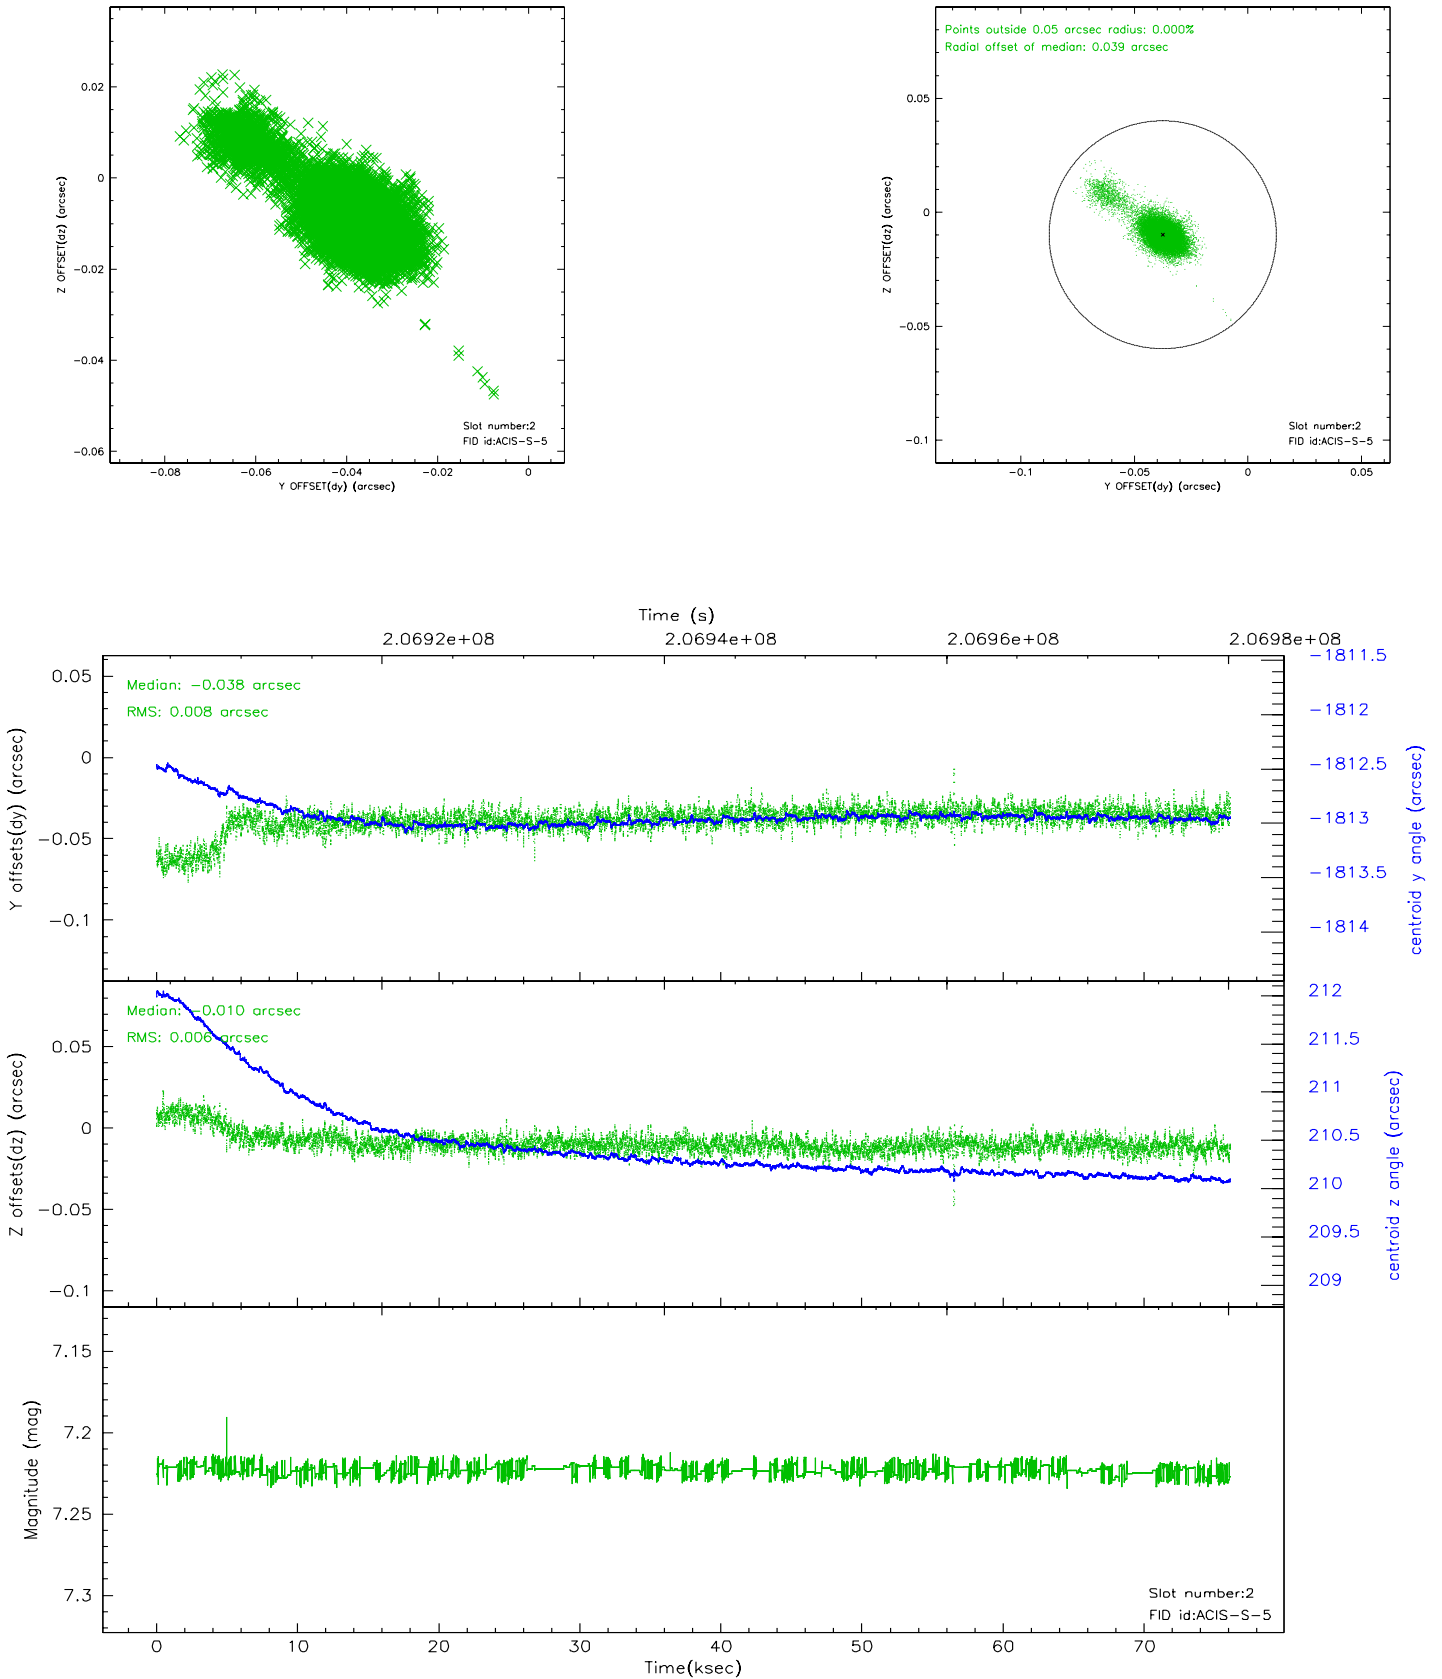 0.02
0
-0.02
-0.04
-0.06
Z OFFSET(dz) (arcsec)
Slot number:2
FID id:ACIS-S-5
-0.08 -0.06 -0.04 -0.02 0
Y OFFSET(dy) (arcsec)
Points outside 0.05 arcsec radius: 0.000%
Radial offset of median: 0.039 arcsec
0.05
0
-0.05
-0.1
Z OFFSET(dz) (arcsec)
Slot number:2
FID id:ACIS-S-5
-0.1 -0.05 0 0.05
Y OFFSET(dy) (arcsec)
Time (s)
2.0692e+08 2.0694e+08 2.0696e+08 2.0698e+08
Median: -0.038 arcsec
RMS: 0.008 arcsec
0.05
0
-0.05
-0.1
Y offsets(dy) (arcsec)
-1811.5
-1812
-1812.5
-1813
-1813.5
-1814
centroid y angle (arcsec)
Median: -0.010 arcsec
RMS: 0.006 arcsec
0.05
0
-0.05
-0.1
Z offsets(dz) (arcsec)
212
211.5
211
210.5
210
209.5
209
centroid z angle (arcsec)
7.15
7.2
7.25
7.3
Magnitude (mag)
Slot number:2
FID id:ACIS-S-5
0 10 20 30 40 50 60 70
Time(ksec)